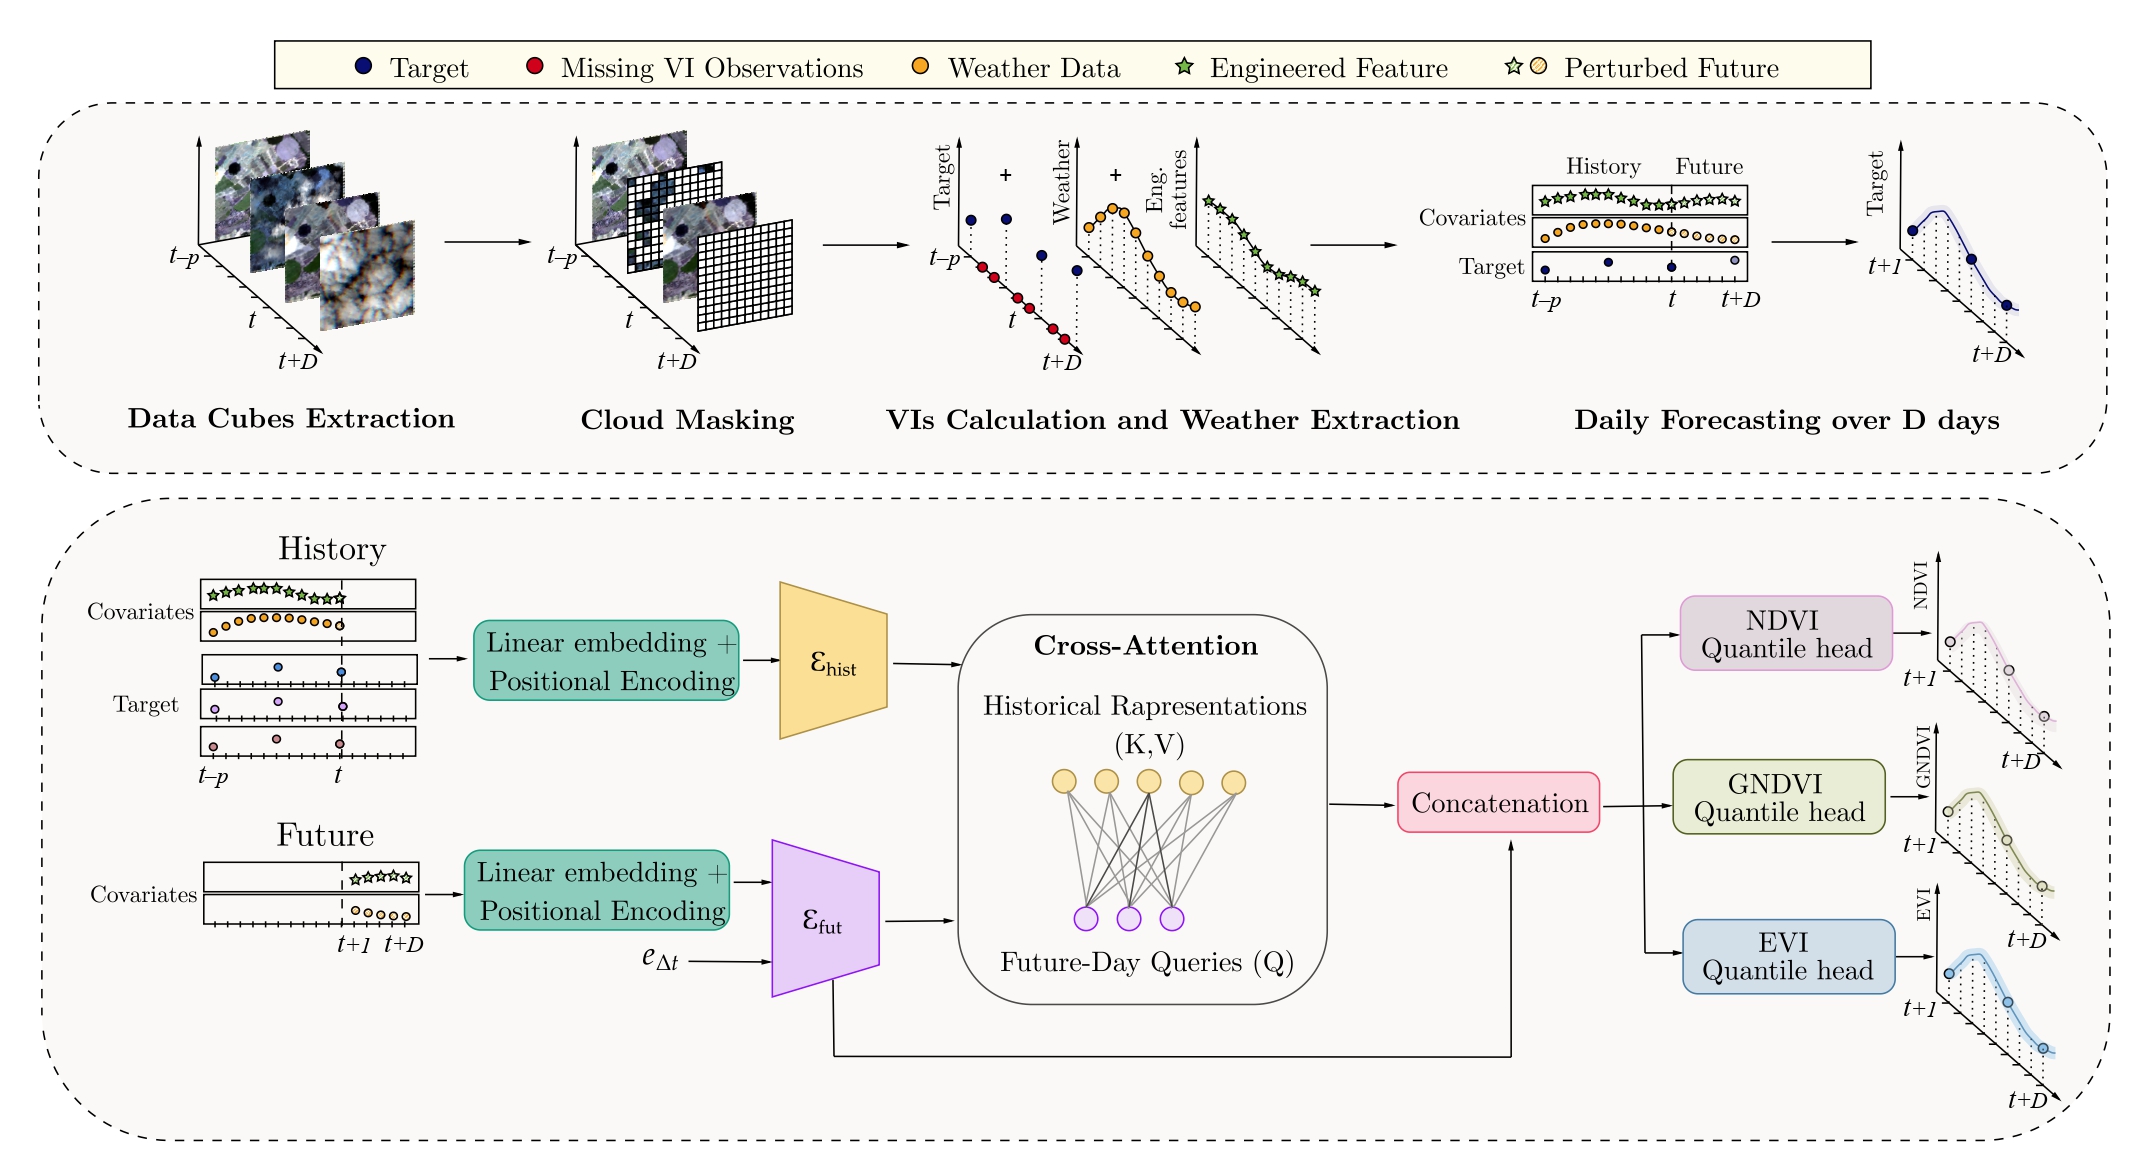 Target
Missing VI Observations
Weather Data
Engineered Feature
Perturbed Future
t–p
t
t+D
Data Cubes Extraction
t–p
t
t+D
Cloud Masking
Target
+
Weather
+
Eng.
features
t–p
t
t+D
VIs Calculation and Weather Extraction
History
Future
Covariates
Target
t–p
t
t+D
Target
t+1
t+D
Daily Forecasting over D days
History
Covariates
Target
t–p
t
Linear embedding +
Positional Encoding
Ɛhist
Future
Covariates
t+1
t+D
Linear embedding +
Positional Encoding
eΔt
Ɛfut
Cross-Attention
Historical Rapresentations
(K,V)
Future-Day Queries (Q)
Concatenation
NDVI
Quantile head
NDVI
t+1
t+D
GNDVI
Quantile head
GNDVI
t+1
t+D
EVI
Quantile head
EVI
t+1
t+D